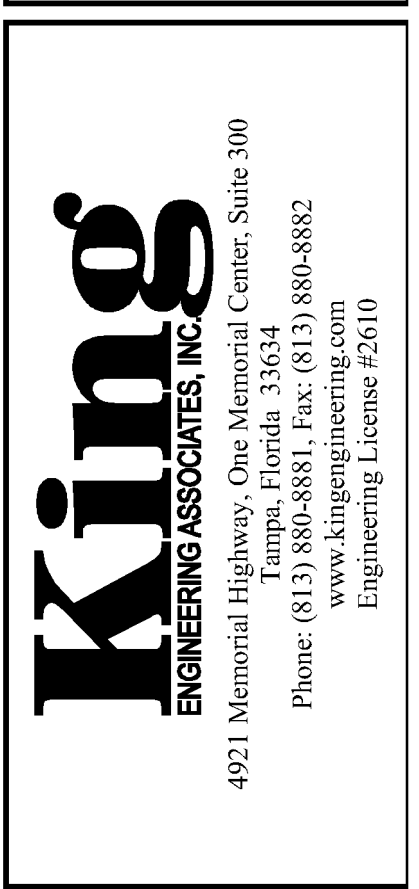 King
ENGINEERING ASSOCIATES, INC.
4921 Memorial Highway, One Memorial Center, Suite 300
Tampa, Florida 33634
Phone: (813) 880-8881, Fax: (813) 880-8882
www.kingengineering.com
Engineering License #2610